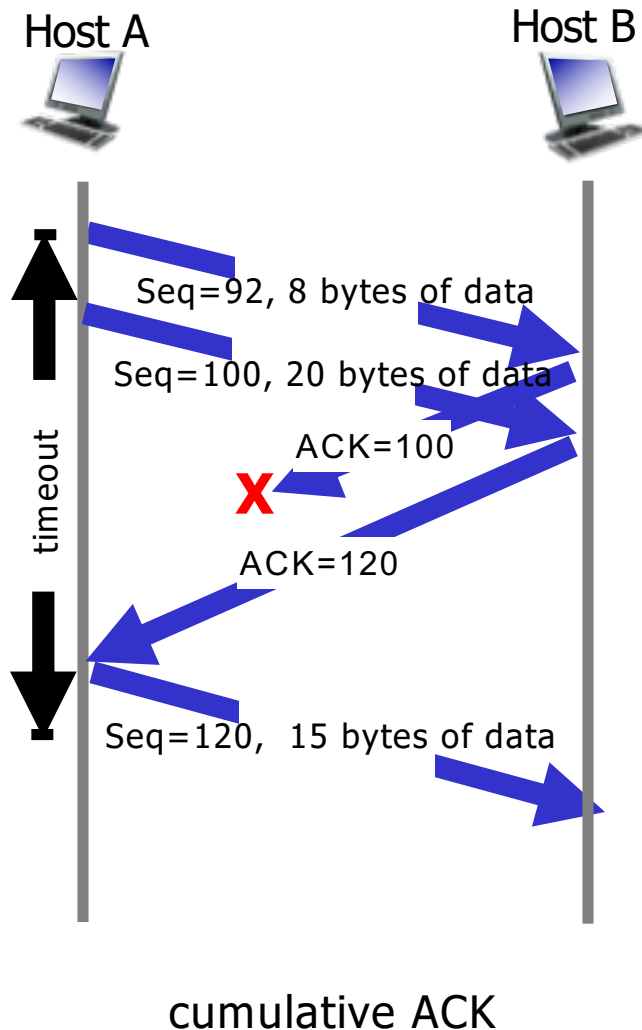 Host A
Host B
Seq=92, 8 bytes of data
Seq=100, 20 bytes of data
ACK=100
X
timeout
ACK=120
Seq=120, 15 bytes of data
cumulative ACK